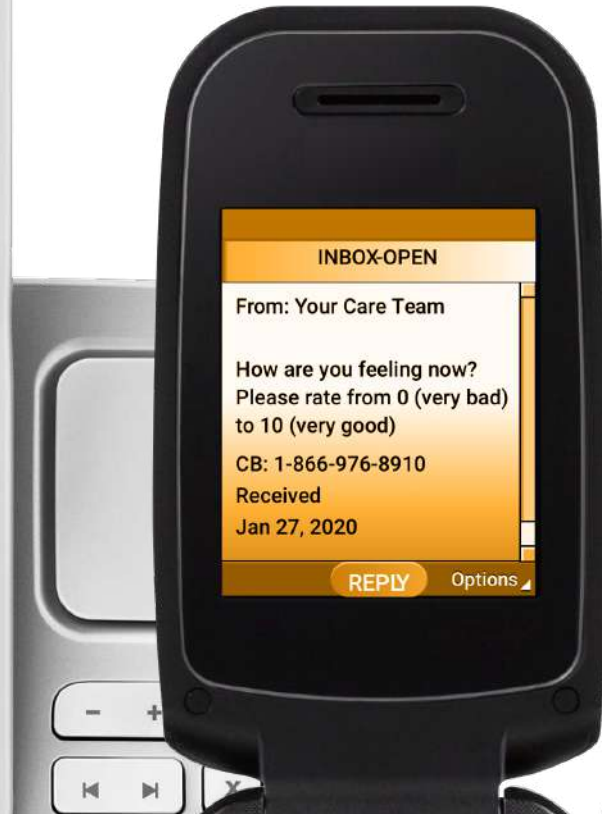 INBOX-OPEN
From: Your Care Team
How are you feeling now?
Please rate from 0 (very bad)
to 10 (very good)
CB: 1-866-976-8910
Received
Jan 27, 2020
REPLY Options
- +
X